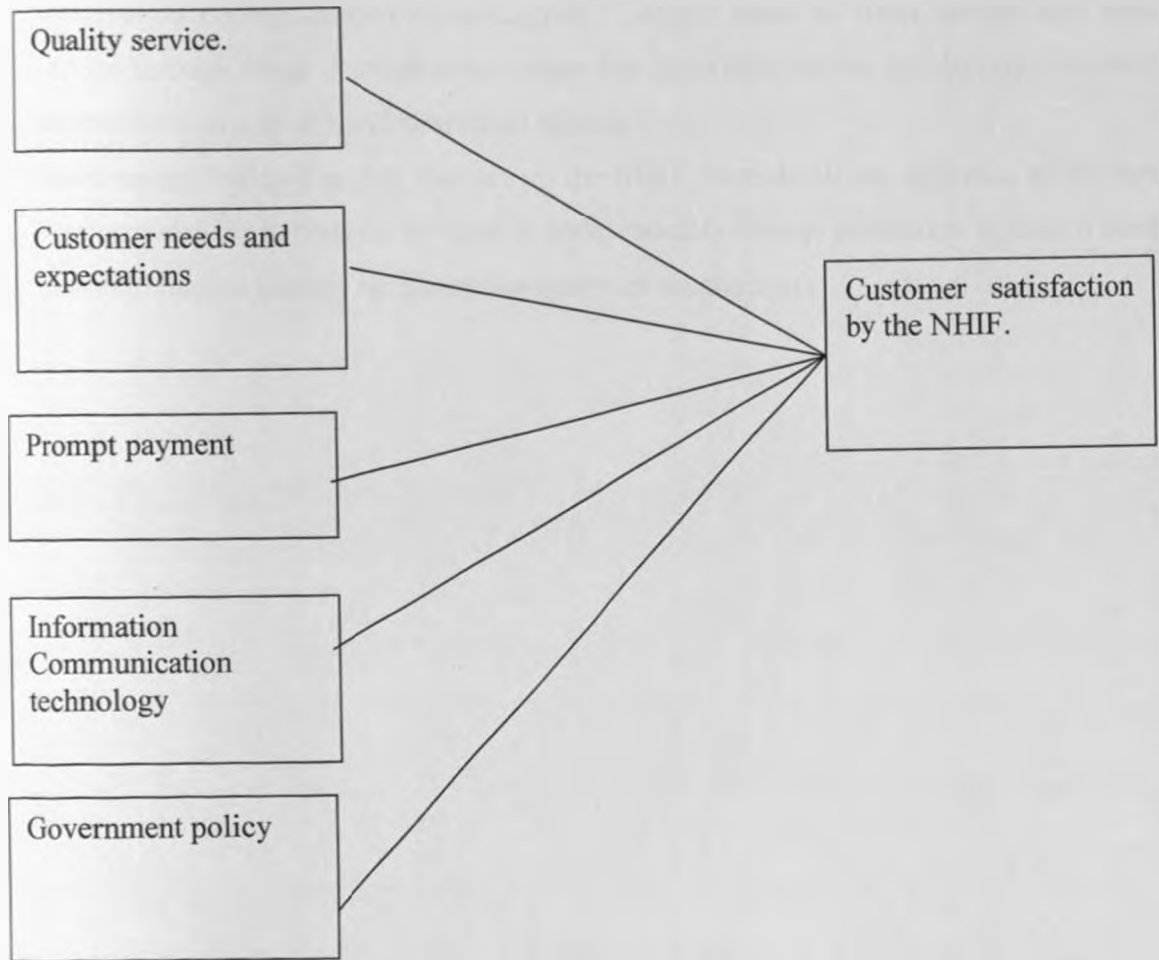 Quality service.
Customer needs and
expectations
Prompt payment
Information
Communication
technology
Government policy
Customer satisfaction
by the NHIF.